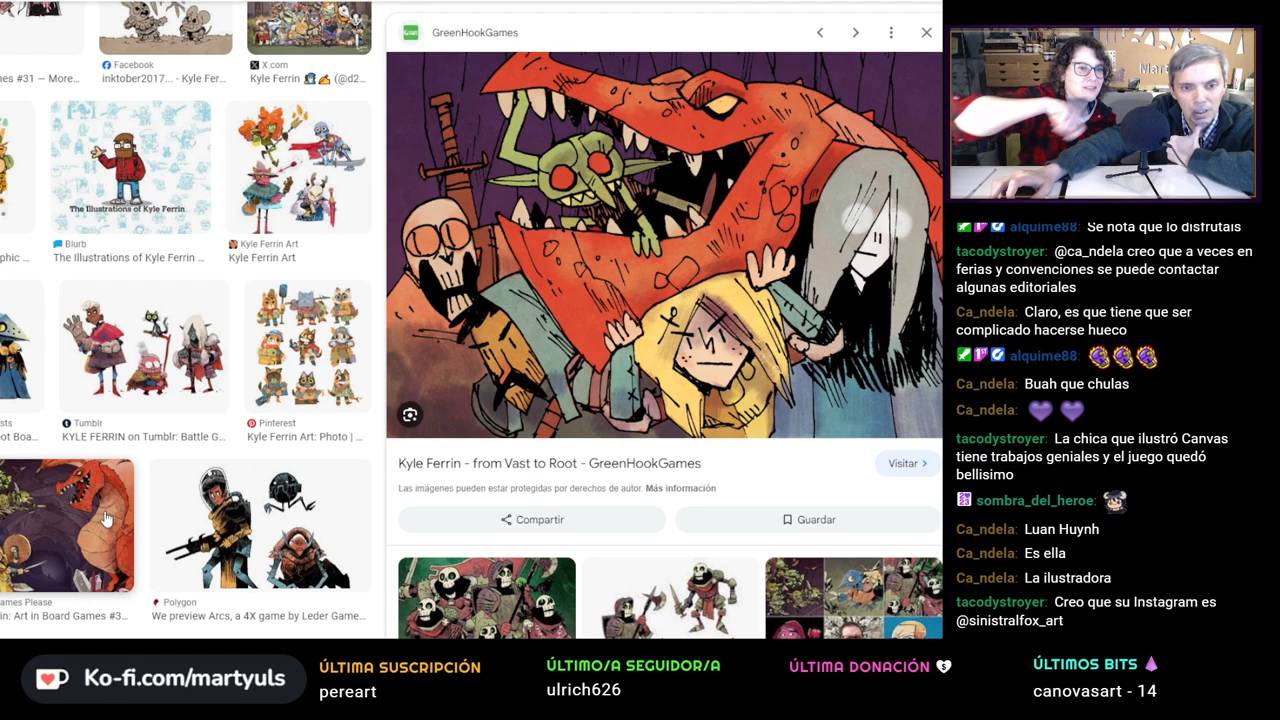 es #31 — More...
Facebook
inktober2017... - Kyle Fer...
X.com
Kyle Ferrin 🧙‍♂️✍️ (@d2...
The Illustrations of Kyle Ferrin
phic ...
Blurb
The Illustrations of Kyle Ferrin ...
Kyle Ferrin Art
Kyle Ferrin Art
sts
ot Boa...
Tumblr
KYLE FERRIN on Tumblr: Battle G...
Pinterest
Kyle Ferrin Art: Photo | ...
ames Please
in: Art in Board Games #3...
Polygon
We preview Arcs, a 4X game by Leder Game...
GreenHookGames
Kyle Ferrin - from Vast to Root - GreenHookGames
Visitar
Las imágenes pueden estar protegidas por derechos de autor. Más información
Compartir
Guardar
alquime88: Se nota que lo disfrutáis
tacodystroyer: @ca_ndela creo que a veces en
ferias y convenciones se puede contactar
algunas editoriales
Ca_ndela: Claro, es que tiene que ser
complicado hacerse hueco
alquime88:
Ca_ndela: Buah que chulas
Ca_ndela: 💜 💜
tacodystroyer: La chica que ilustró Canvas
tiene trabajos geniales y el juego quedó
bellisimo
sombra_del_heroe:
Ca_ndela: Luan Huynh
Ca_ndela: Es ella
Ca_ndela: La ilustradora
tacodystroyer: Creo que su Instagram es
@sinistralfox_art
Ko-fi.com/martyuls
ÚLTIMA SUSCRIPCIÓN
pereart
ÚLTIMO/A SEGUIDOR/A
ulrich626
ÚLTIMA DONACIÓN
ÚLTIMOS BITS
canovasart - 14